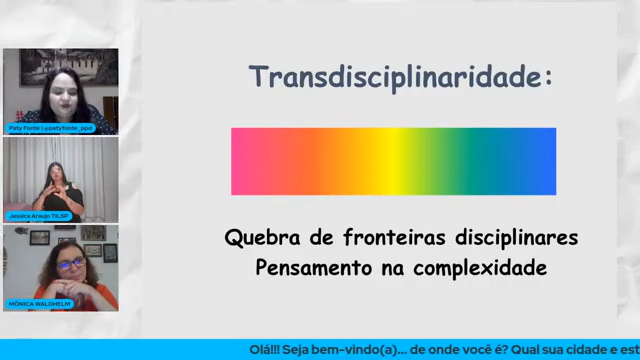 Transdisciplinaridade:
Paty Fonte | @patyfonte_ppd
Jessica Araujo TILSP
Quebra de fronteiras disciplinares
Pensamento na complexidade
MÔNICA WALDHELM
Olá!!! Seja bem-vindo(a)... de onde você é? Qual sua cidade e est